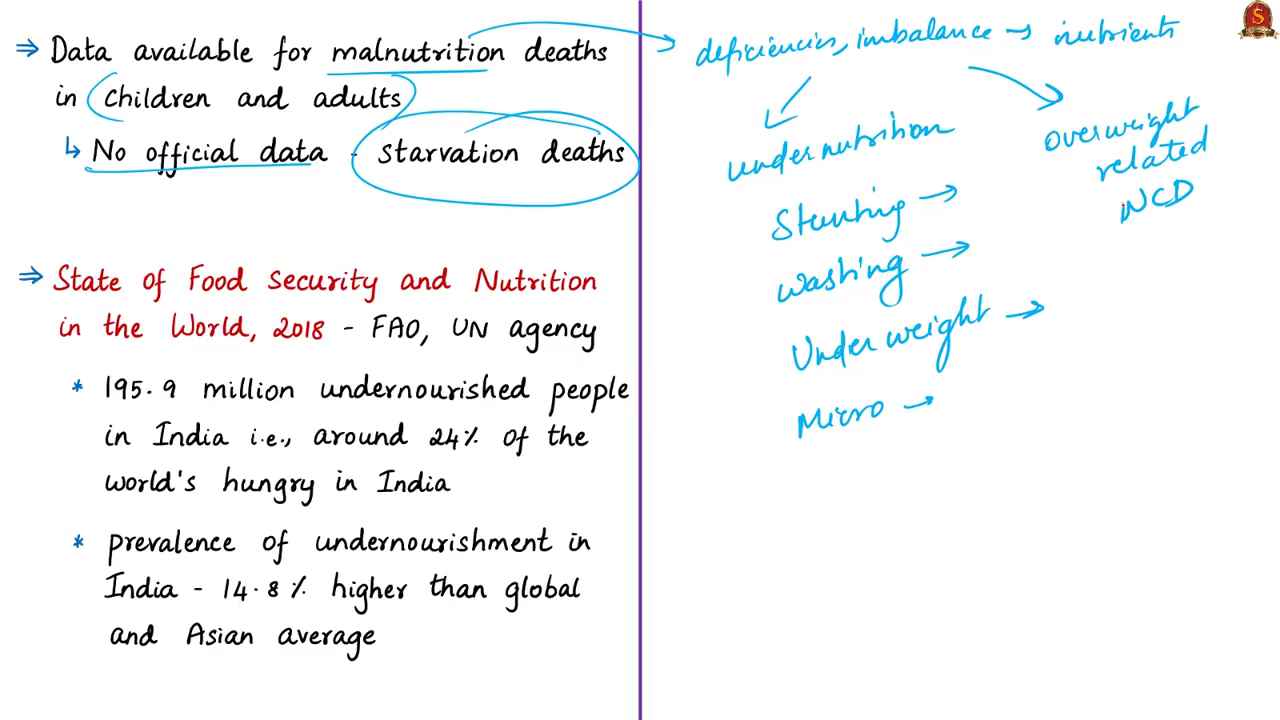 ⇒ Data available for malnutrition deaths
in children and adults
↳ No official data - starvation deaths
⇒ State of Food security and Nutrition
in the World, 2018 - FAO, UN agency
* 195.9 million undernourished people
in India i.e., around 24% of the
world's hungry in India
* prevalence of undernourishment in
India - 14.8% higher than global
and Asian average
deficiencies, imbalance → nutrients
undernutrition
Stunting →
washing →
Under weight →
Micro →
overweight
related
NCD
S